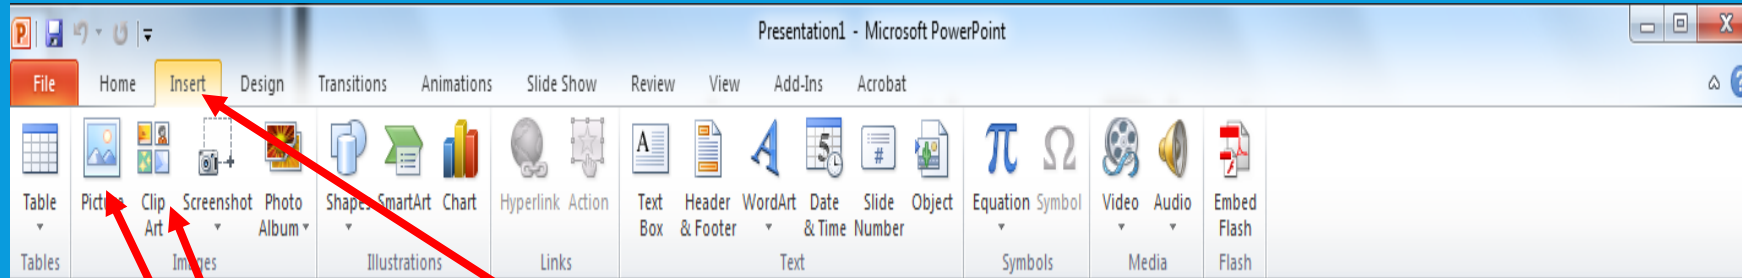 Presentation1 - Microsoft PowerPoint
File Home Insert Design Transitions Animations Slide Show Review View Add-Ins Acrobat
Table Clip Screenshot Photo Shapes SmartArt Chart Hyperlink Action Text Header WordArt Date Slide Object Equation Symbol Video Audio Embed
Art Album Box & Footer & Time Number Flash
Tables Images Illustrations Links Text Symbols Media Flash